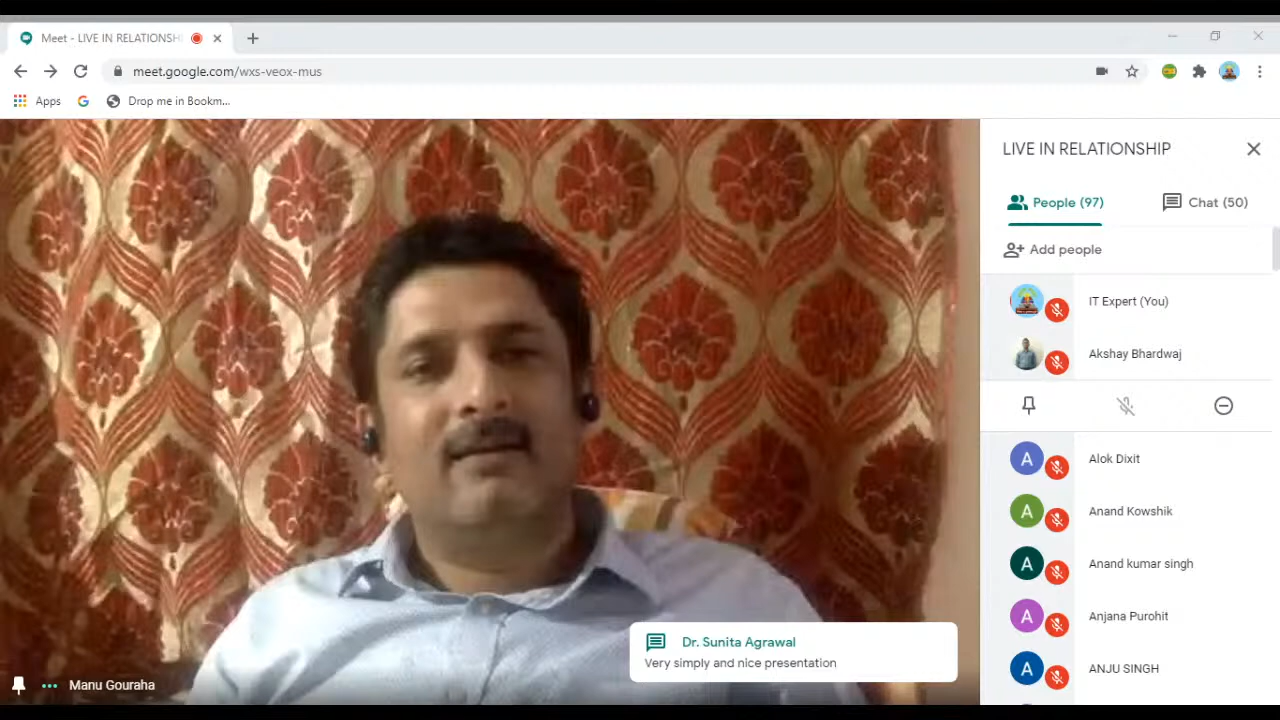 Meet - LIVE IN RELATIONSH
meet.google.com/wxs-veox-mus
Apps
Drop me in Bookm...
LIVE IN RELATIONSHIP
People (97)
Chat (50)
Add people
IT Expert (You)
Akshay Bhardwaj
A
Alok Dixit
A
Anand Kowshik
A
Anand kumar singh
A
Anjana Purohit
A
ANJU SINGH
Dr. Sunita Agrawal
Very simply and nice presentation
Manu Gouraha